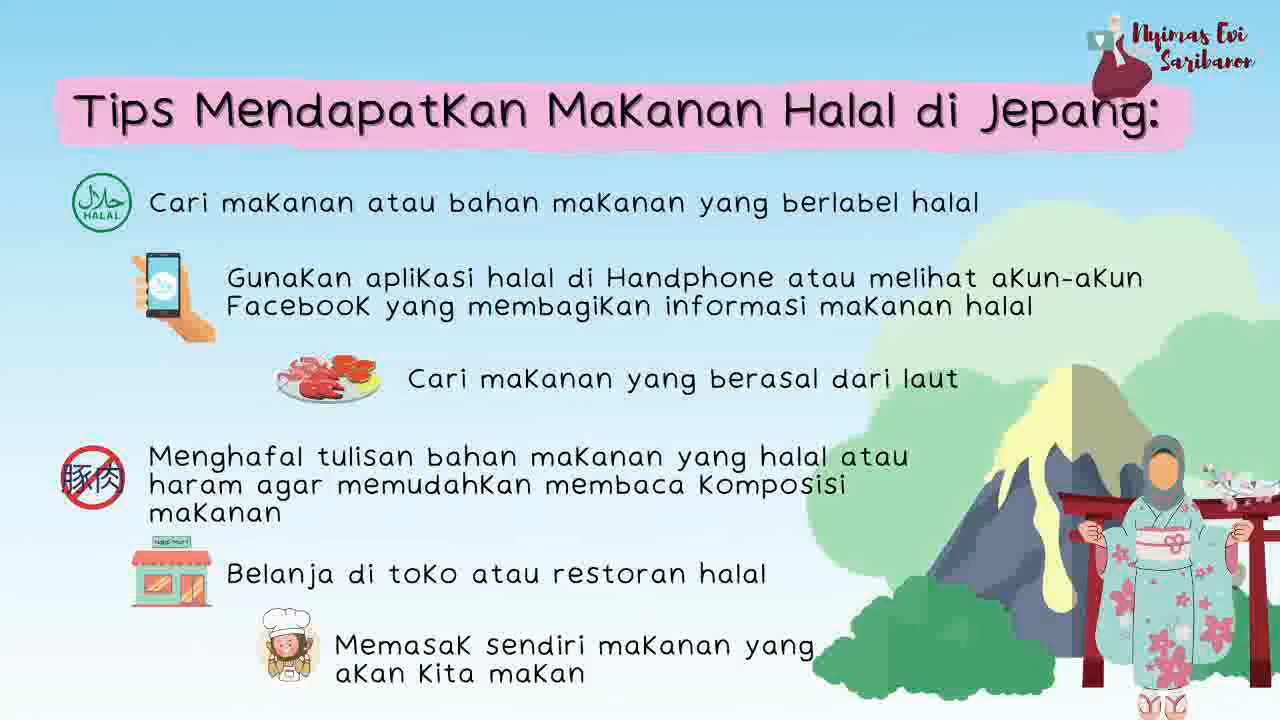 Nyimas Evi
Saribanon
Tips Mendapatkan Makanan Halal di Jepang:
حلال
HALAL
Cari makanan atau bahan makanan yang berlabel halal
Gunakan aplikasi halal di Handphone atau melihat akun-akun
Facebook yang membagikan informasi makanan halal
Cari makanan yang berasal dari laut
豚肉
Menghafal tulisan bahan makanan yang halal atau
haram agar memudahkan membaca komposisi
makanan
Belanja di toko atau restoran halal
Memasak sendiri makanan yang
akan kita makan